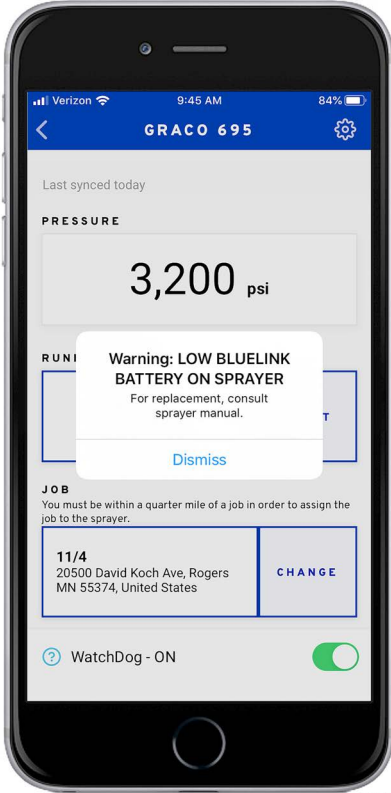 Verizon 9:45 AM 84%
GRACO 695
Last synced today
PRESSURE
3,200 psi
Warning: LOW BLUELINK
BATTERY ON SPRAYER
For replacement, consult
sprayer manual.
Dismiss
JOB
You must be within a quarter mile of a job in order to assign the
job to the sprayer.
11/4
20500 David Koch Ave, Rogers
MN 55374, United States
CHANGE
? WatchDog - ON